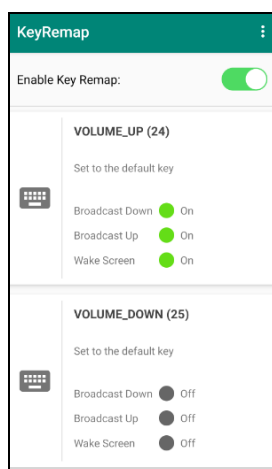 KeyRemap
Enable Key Remap:
VOLUME_UP (24)
Set to the default key
Broadcast Down On
Broadcast Up On
Wake Screen On
VOLUME_DOWN (25)
Set to the default key
Broadcast Down Off
Broadcast Up Off
Wake Screen Off